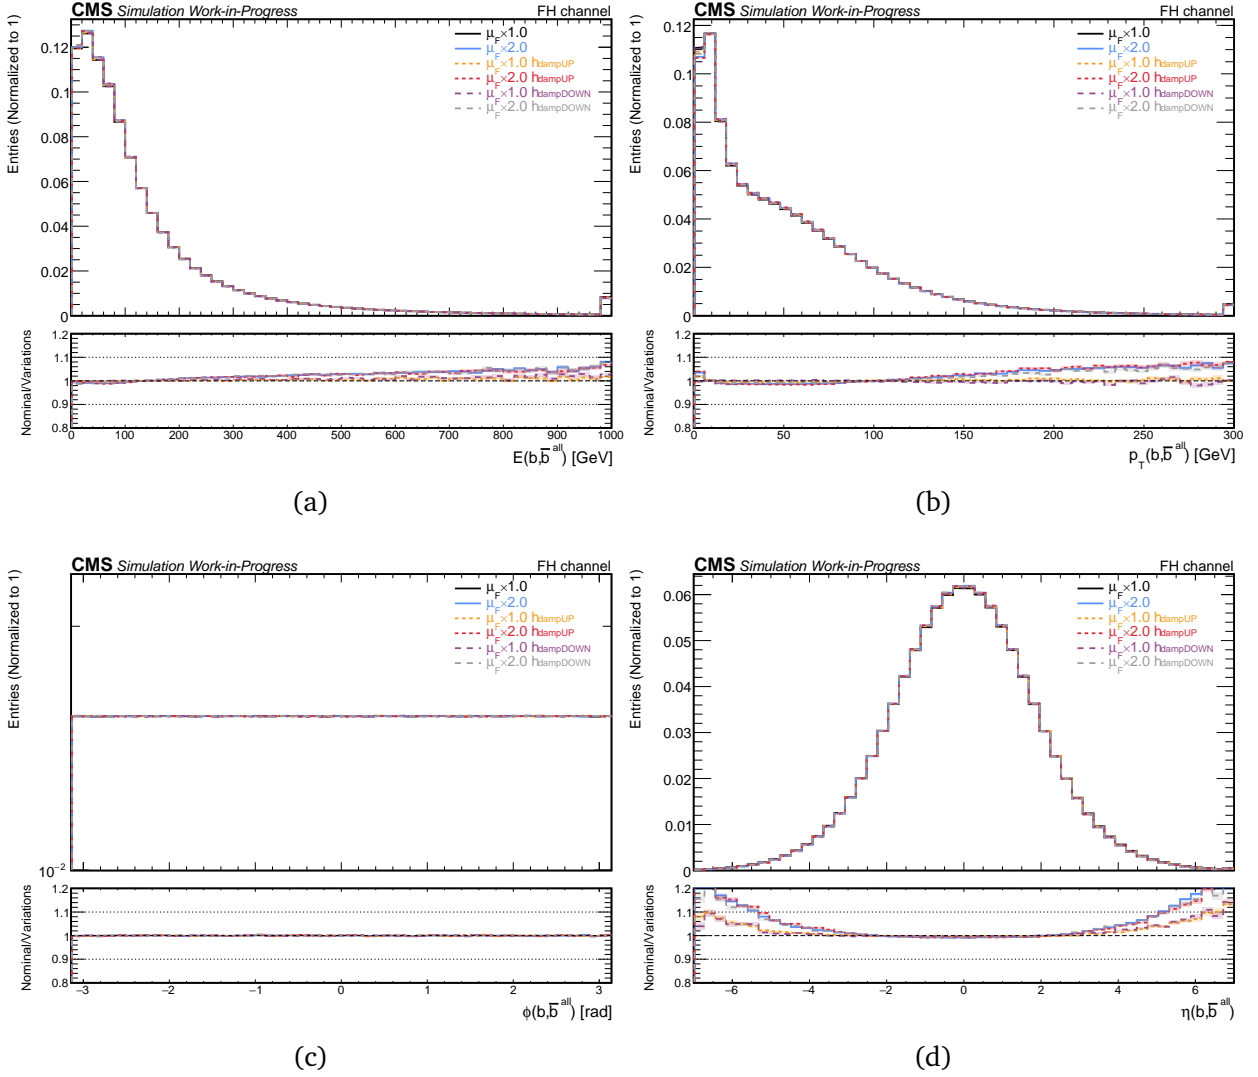 CMS Simulation Work-in-Progress FH channel
Entries (Normalized to 1)
0.12
0.1
0.08
0.06
0.04
0.02
0
μF×1.0
μF×2.0
μF×1.0 hdampUP
μF×2.0 hdampUP
μF×1.0 hdampDOWN
μF×2.0 hdampDOWN
Nominal/Variations
1.2
1.1
1
0.9
0.8
0 100 200 300 400 500 600 700 800 900 1000
E(b,b̅ all) [GeV]
(a)
CMS Simulation Work-in-Progress FH channel
Entries (Normalized to 1)
0.12
0.1
0.08
0.06
0.04
0.02
0
μF×1.0
μF×2.0
μF×1.0 hdampUP
μF×2.0 hdampUP
μF×1.0 hdampDOWN
μF×2.0 hdampDOWN
Nominal/Variations
1.2
1.1
1
0.9
0.8
0 50 100 150 200 250 300
pT(b,b̅ all) [GeV]
(b)
CMS Simulation Work-in-Progress FH channel
Entries (Normalized to 1)
10−2
μF×1.0
μF×2.0
μF×1.0 hdampUP
μF×2.0 hdampUP
μF×1.0 hdampDOWN
μF×2.0 hdampDOWN
Nominal/Variations
1.2
1.1
1
0.9
0.8
−3 −2 −1 0 1 2 3
ϕ(b,b̅ all) [rad]
(c)
CMS Simulation Work-in-Progress FH channel
Entries (Normalized to 1)
0.06
0.05
0.04
0.03
0.02
0.01
0
μF×1.0
μF×2.0
μF×1.0 hdampUP
μF×2.0 hdampUP
μF×1.0 hdampDOWN
μF×2.0 hdampDOWN
Nominal/Variations
1.2
1.1
1
0.9
0.8
−6 −4 −2 0 2 4 6
η(b,b̅ all)
(d)